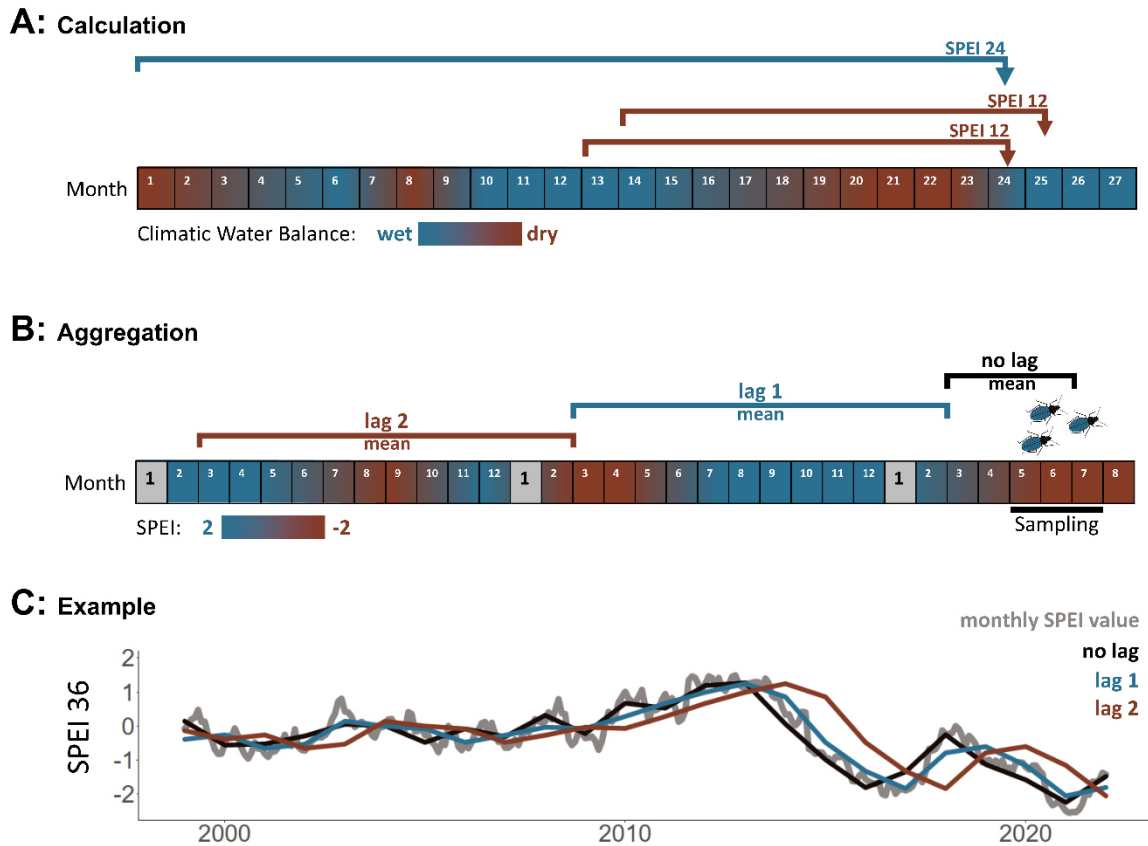 A: Calculation
SPEI 24
SPEI 12
SPEI 12
Month 1 2 3 4 5 6 7 8 9 10 11 12 13 14 15 16 17 18 19 20 21 22 23 24 25 26 27
Climatic Water Balance: wet dry
B: Aggregation
no lag
mean
lag 1
mean
lag 2
mean
Month 1 2 3 4 5 6 7 8 9 10 11 12 1 2 3 4 5 6 7 8 9 10 11 12 1 2 3 4 5 6 7 8
SPEI: 2 -2
Sampling
C: Example
monthly SPEI value
no lag
lag 1
lag 2
SPEI 36
2
1
0
-1
-2
2000 2010 2020